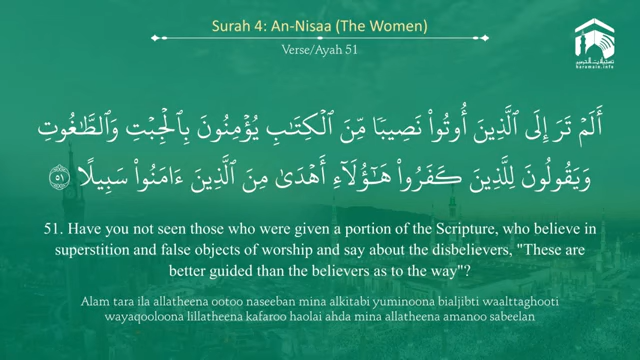 Surah 4: An-Nisaa (The Women)
Verse/Ayah 51
haramain.info
أَلَمْ تَرَ إِلَى ٱلَّذِينَ أُوتُوا۟ نَصِيبًا مِّنَ ٱلْكِتَـٰبِ يُؤْمِنُونَ بِٱلْجِبْتِ وَٱلطَّـٰغُوتِ
وَيَقُولُونَ لِلَّذِينَ كَفَرُوا۟ هَـٰٓؤُلَآءِ أَهْدَىٰ مِنَ ٱلَّذِينَ ءَامَنُوا۟ سَبِيلًا ٥١
51. Have you not seen those who were given a portion of the Scripture, who believe in
superstition and false objects of worship and say about the disbelievers, "These are
better guided than the believers as to the way"?
Alam tara ila allatheena ootoo naseeban mina alkitabi yuminoona bialjibti waalttaghooti
wayaqooloona lillatheena kafaroo haolai ahda mina allatheena amanoo sabeelan